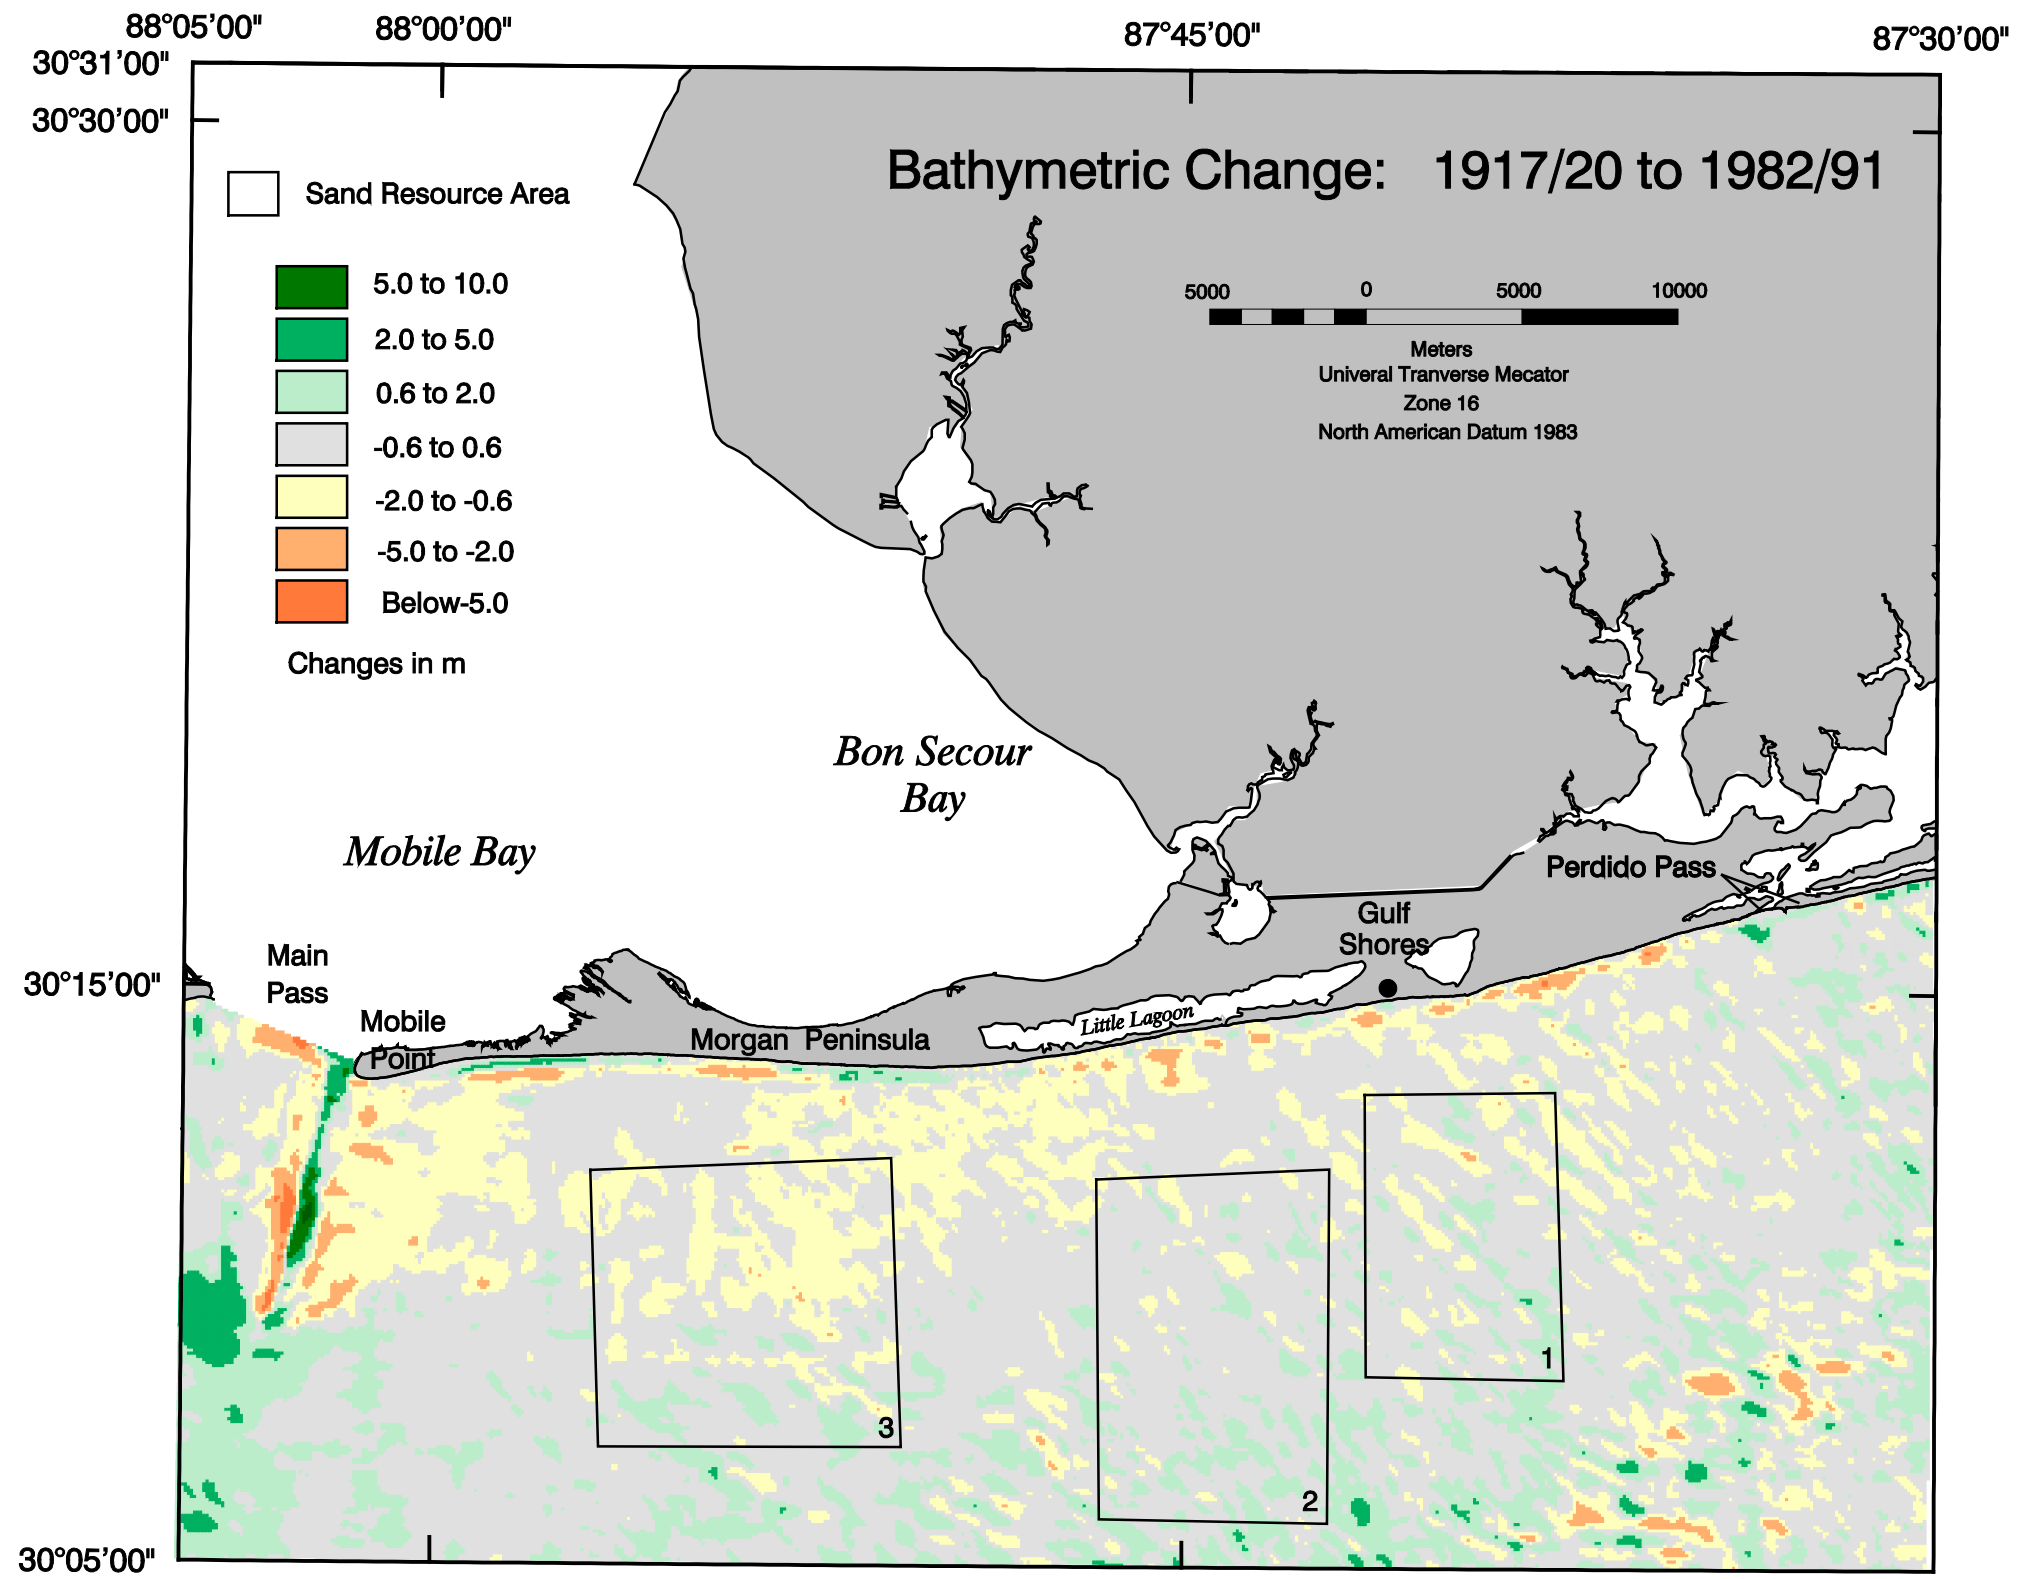 88°05'00" 88°00'00" 87°45'00" 87°30'00"
30°31'00"
30°30'00"
Bathymetric Change: 1917/20 to 1982/91
Sand Resource Area
5.0 to 10.0
2.0 to 5.0
0.6 to 2.0
-0.6 to 0.6
-2.0 to -0.6
-5.0 to -2.0
Below-5.0
Changes in m
5000 0 5000 10000
Meters
Univeral Tranverse Mecator
Zone 16
North American Datum 1983
Bon Secour
Bay
Mobile Bay
Perdido Pass
Gulf
Shores
Main
Pass
30°15'00"
Mobile
Point
Morgan Peninsula
Little Lagoon
1
3
2
30°05'00"